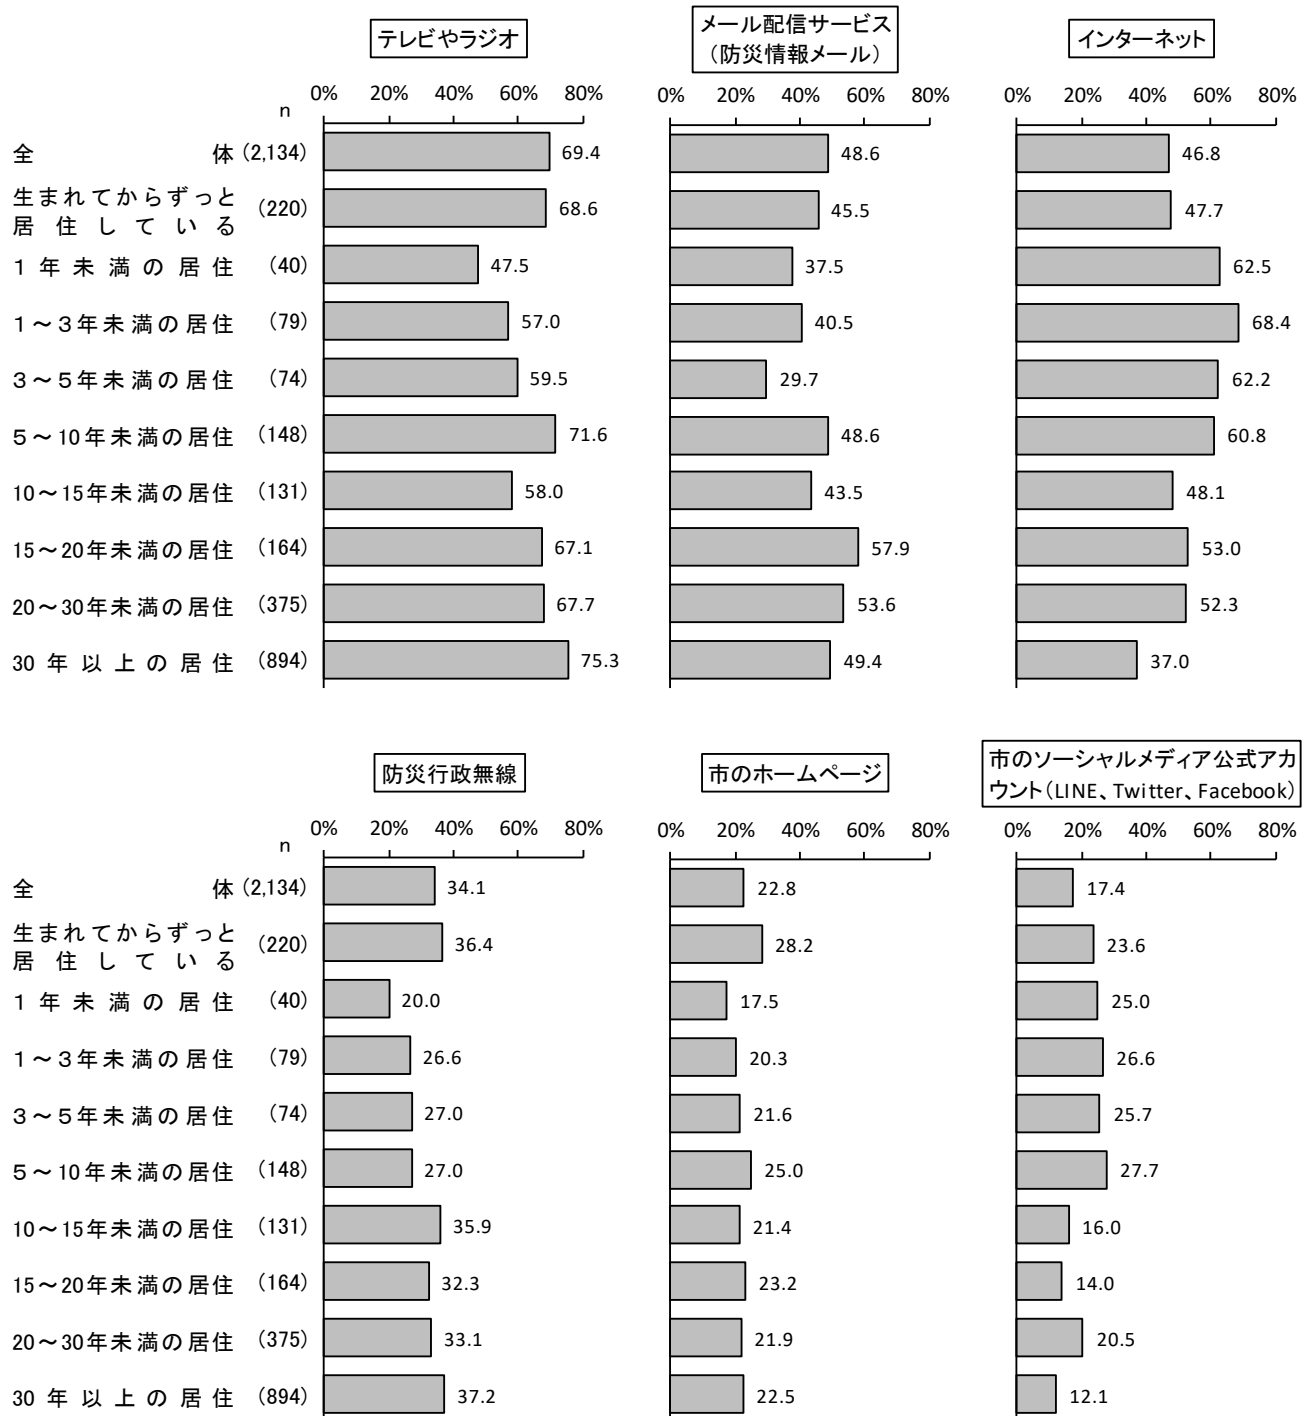 テレビやラジオ
メール配信サービス
（防災情報メール）
インターネット
n 0% 20% 40% 60% 80% 0% 20% 40% 60% 80% 0% 20% 40% 60% 80%
全体 (2,134) 69.4 48.6 46.8
生まれてからずっと
居住している (220) 68.6 45.5 47.7
１年未満の居住 (40) 47.5 37.5 62.5
１～３年未満の居住 (79) 57.0 40.5 68.4
３～５年未満の居住 (74) 59.5 29.7 62.2
５～10年未満の居住 (148) 71.6 48.6 60.8
10～15年未満の居住 (131) 58.0 43.5 48.1
15～20年未満の居住 (164) 67.1 57.9 53.0
20～30年未満の居住 (375) 67.7 53.6 52.3
30年以上の居住 (894) 75.3 49.4 37.0
防災行政無線
市のホームページ
市のソーシャルメディア公式アカ
ウント（LINE、Twitter、Facebook）
n 0% 20% 40% 60% 80% 0% 20% 40% 60% 80% 0% 20% 40% 60% 80%
全体 (2,134) 34.1 22.8 17.4
生まれてからずっと
居住している (220) 36.4 28.2 23.6
１年未満の居住 (40) 20.0 17.5 25.0
１～３年未満の居住 (79) 26.6 20.3 26.6
３～５年未満の居住 (74) 27.0 21.6 25.7
５～10年未満の居住 (148) 27.0 25.0 27.7
10～15年未満の居住 (131) 35.9 21.4 16.0
15～20年未満の居住 (164) 32.3 23.2 14.0
20～30年未満の居住 (375) 33.1 21.9 20.5
30年以上の居住 (894) 37.2 22.5 12.1